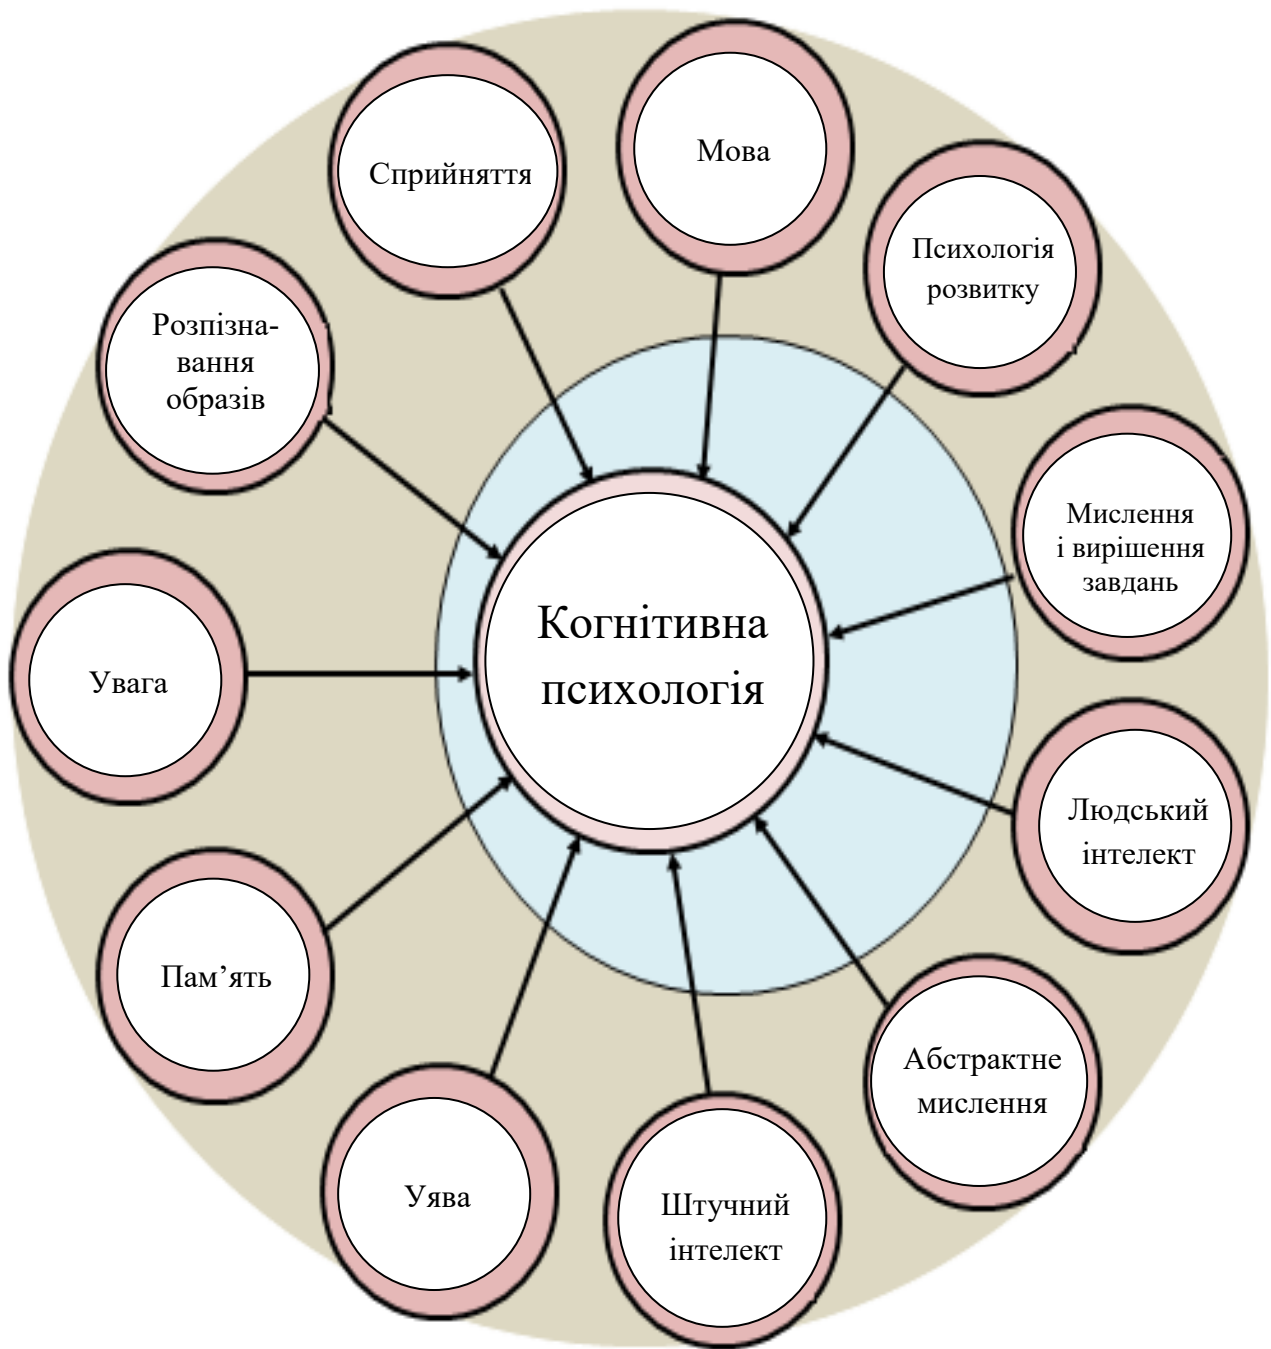 Сприйняття
Мова
Психологія
розвитку
Розпізна-
вання
образів
Мислення
і вирішення
завдань
Когнітивна
психологія
Увага
Людський
інтелект
Пам’ять
Абстрактне
мислення
Уява
Штучний
інтелект